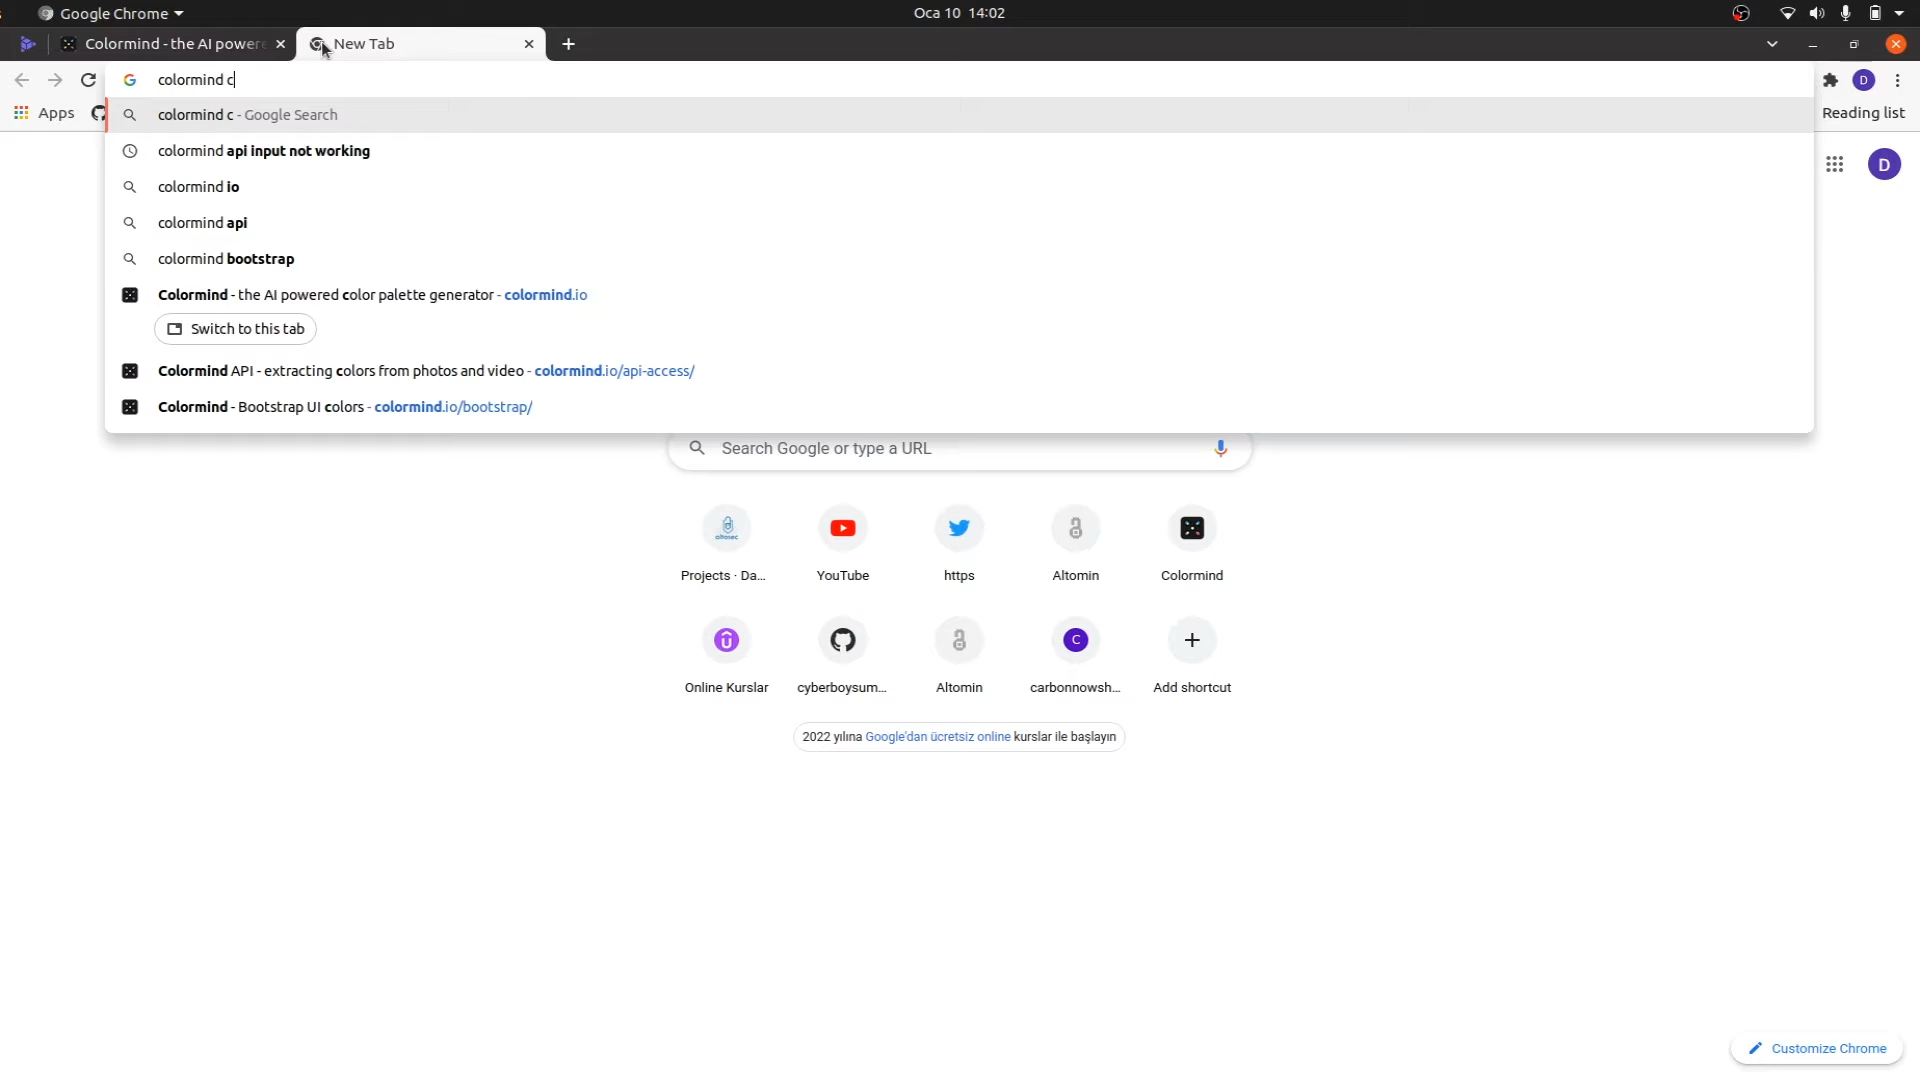 Google Chrome
Oca 10 14:02
Colormind - the AI powere
New Tab
colormind c
D
Apps
Reading list
colormind c - Google Search
colormind api input not working
colormind io
colormind api
colormind bootstrap
Colormind - the AI powered color palette generator - colormind.io
Switch to this tab
Colormind API - extracting colors from photos and video - colormind.io/api-access/
Colormind - Bootstrap UI colors - colormind.io/bootstrap/
D
Search Google or type a URL
altosec
Projects · Da...
YouTube
https
Altomin
Colormind
C
Online Kurslar
cyberboysum...
Altomin
carbonnowsh...
Add shortcut
2022 yılına Google'dan ücretsiz online kurslar ile başlayın
Customize Chrome